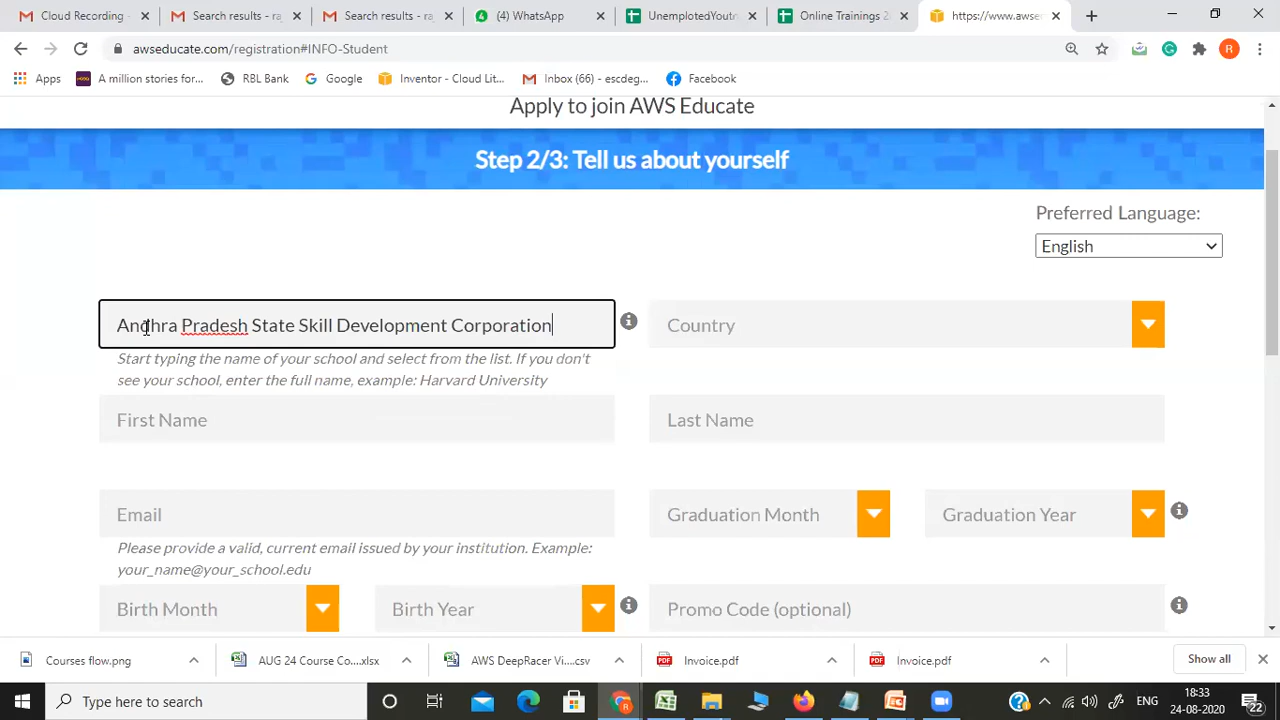 Cloud Recording - 
Search results - raj
Search results - raj
WhatsApp
UnemplotedYoutm
Online Trainings 2
https://www.awsed
awseducate.com/registration#INFO-Student
Apps
A million stories for...
RBL Bank
Google
Inventor - Cloud Lit...
Inbox (66) - escdeg...
Facebook
R
Apply to join AWS Educate
Step 2/3: Tell us about yourself
Preferred Language:
English
Andhra Pradesh State Skill Development Corporation
Country
Start typing the name of your school and select from the list. If you don't
see your school, enter the full name, example: Harvard University
First Name
Last Name
Email
Graduation Month
Graduation Year
Please provide a valid, current email issued by your institution. Example:
your_name@your_school.edu
Birth Month
Birth Year
Promo Code (optional)
Courses flow.png
AUG 24 Course Co....xlsx
AWS DeepRacer Vi....csv
Invoice.pdf
Invoice.pdf
Show all
Type here to search
ENG
18:33
24-08-2020
22